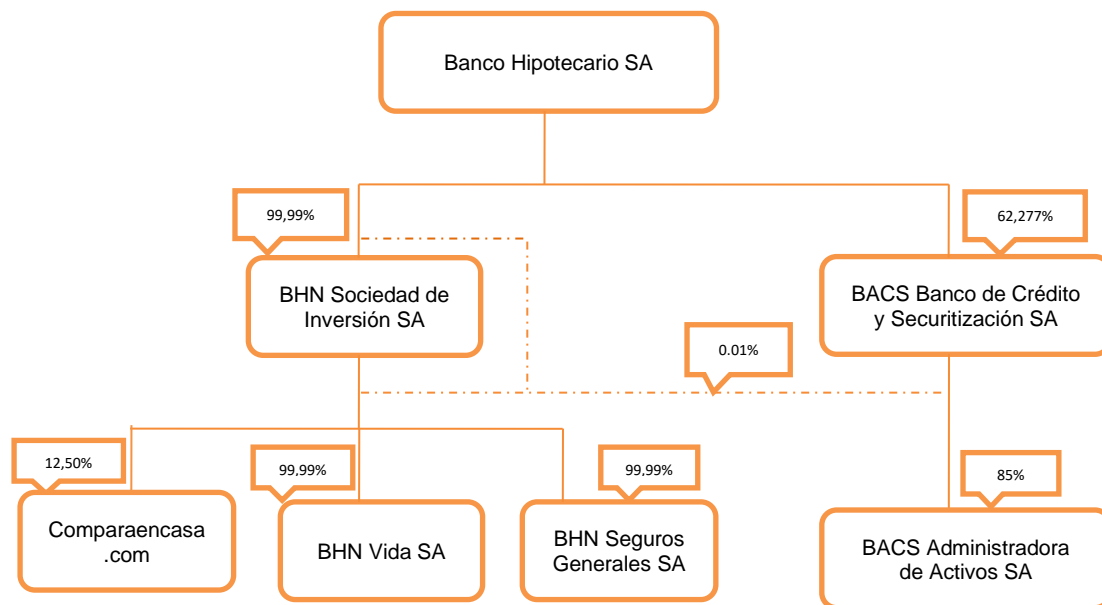 Banco Hipotecario SA
99,99%
62,277%
BHN Sociedad de
Inversión SA
BACS Banco de Crédito
y Securitización SA
0.01%
12,50%
99,99%
99,99%
85%
Comparaencasa
.com
BHN Vida SA
BHN Seguros
Generales SA
BACS Administradora
de Activos SA